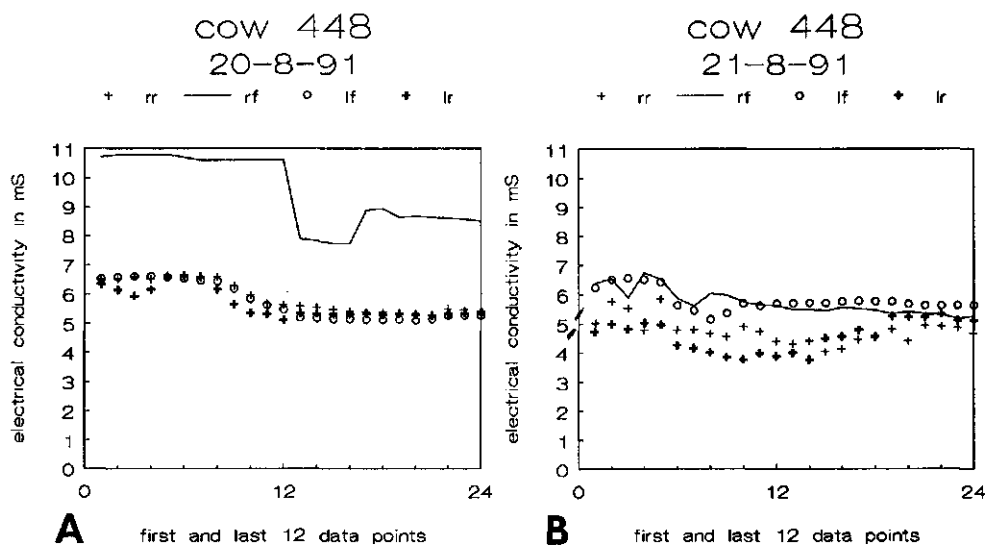 cow 448
20-8-91
+ rr — rf o lf + lr
electrical conductivity in mS
11
10
9
8
7
6
5
4
3
2
1
0
0 12 24
A first and last 12 data points
cow 448
21-8-91
+ rr — rf o lf + lr
electrical conductivity in mS
11
10
9
8
7
6
5
4
3
2
1
0
0 12 24
B first and last 12 data points